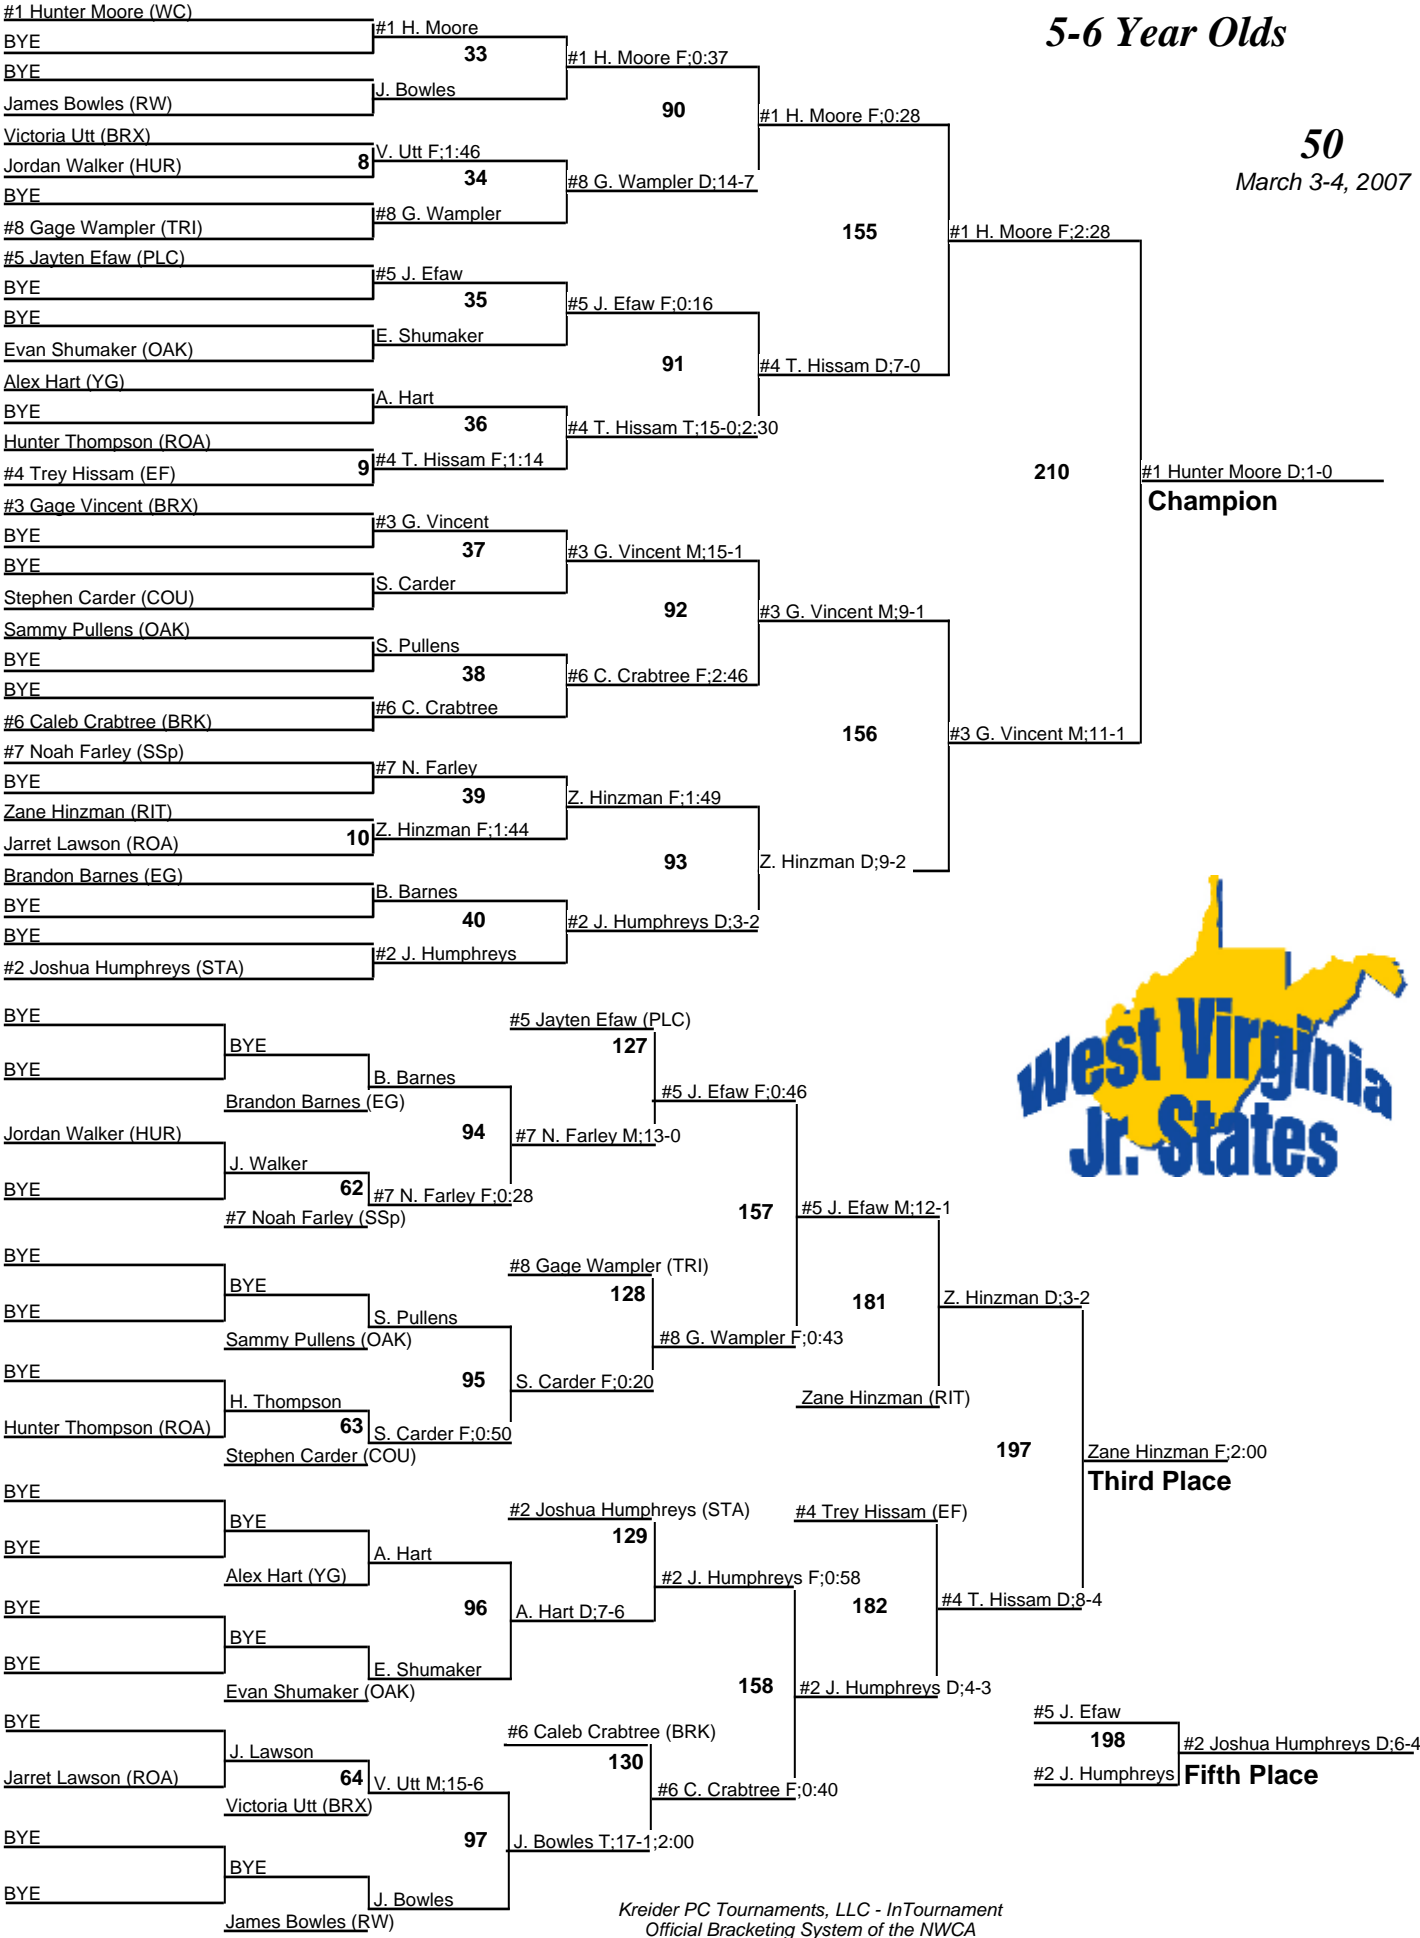 5-6 Year Olds
50
March 3-4, 2007
#1 Hunter Moore (WC)
BYE
BYE
James Bowles (RW)
Victoria Utt (BRX)
Jordan Walker (HUR)
BYE
#8 Gage Wampler (TRI)
#5 Jayten Efaw (PLC)
BYE
BYE
Evan Shumaker (OAK)
Alex Hart (YG)
BYE
Hunter Thompson (ROA)
#4 Trey Hissam (EF)
#3 Gage Vincent (BRX)
BYE
BYE
Stephen Carder (COU)
Sammy Pullens (OAK)
BYE
BYE
#6 Caleb Crabtree (BRK)
#7 Noah Farley (SSp)
BYE
Zane Hinzman (RIT)
Jarret Lawson (ROA)
Brandon Barnes (EG)
BYE
BYE
#2 Joshua Humphreys (STA)
8
9
10
#1 H. Moore
33
J. Bowles
V. Utt F;1:46
34
#8 G. Wampler
#5 J. Efaw
35
E. Shumaker
A. Hart
36
#4 T. Hissam F;1:14
#3 G. Vincent
37
S. Carder
S. Pullens
38
#6 C. Crabtree
#7 N. Farley
39
Z. Hinzman F;1:44
B. Barnes
40
#2 J. Humphreys
#1 H. Moore F;0:37
90
#8 G. Wampler D;14-7
#5 J. Efaw F;0:16
91
#4 T. Hissam T;15-0;2:30
#3 G. Vincent M;15-1
92
#6 C. Crabtree F;2:46
Z. Hinzman F;1:49
93
#2 J. Humphreys D;3-2
#1 H. Moore F;0:28
155
#4 T. Hissam D;7-0
#3 G. Vincent M;9-1
156
Z. Hinzman D;9-2
#1 H. Moore F;2:28
210
#3 G. Vincent M;11-1
#1 Hunter Moore D;1-0
Champion
West Virginia
Jr. States
BYE
BYE
Jordan Walker (HUR)
BYE
BYE
BYE
BYE
Hunter Thompson (ROA)
BYE
BYE
BYE
BYE
BYE
Jarret Lawson (ROA)
BYE
BYE
BYE
Brandon Barnes (EG)
J. Walker
62
#7 Noah Farley (SSp)
BYE
Sammy Pullens (OAK)
H. Thompson
63
Stephen Carder (COU)
BYE
Alex Hart (YG)
BYE
Evan Shumaker (OAK)
J. Lawson
64
Victoria Utt (BRX)
BYE
James Bowles (RW)
B. Barnes
94
#7 N. Farley F;0:28
S. Pullens
95
S. Carder F;0:50
A. Hart
96
E. Shumaker
V. Utt M;15-6
97
J. Bowles
#5 Jayten Efaw (PLC)
127
#7 N. Farley M;13-0
#8 Gage Wampler (TRI)
128
S. Carder F;0:20
#2 Joshua Humphreys (STA)
129
A. Hart D;7-6
#6 Caleb Crabtree (BRK)
130
J. Bowles T;17-1;2:00
#5 J. Efaw F;0:46
157
#8 G. Wampler F;0:43
#2 J. Humphreys F;0:58
158
#6 C. Crabtree F;0:40
#5 J. Efaw M;12-1
181
Zane Hinzman (RIT)
#4 Trey Hissam (EF)
182
#2 J. Humphreys D;4-3
Z. Hinzman D;3-2
197
#4 T. Hissam D;8-4
Zane Hinzman F;2:00
Third Place
#5 J. Efaw
198
#2 J. Humphreys
#2 Joshua Humphreys D;6-4
Fifth Place
Kreider PC Tournaments, LLC - InTournament
Official Bracketing System of the NWCA